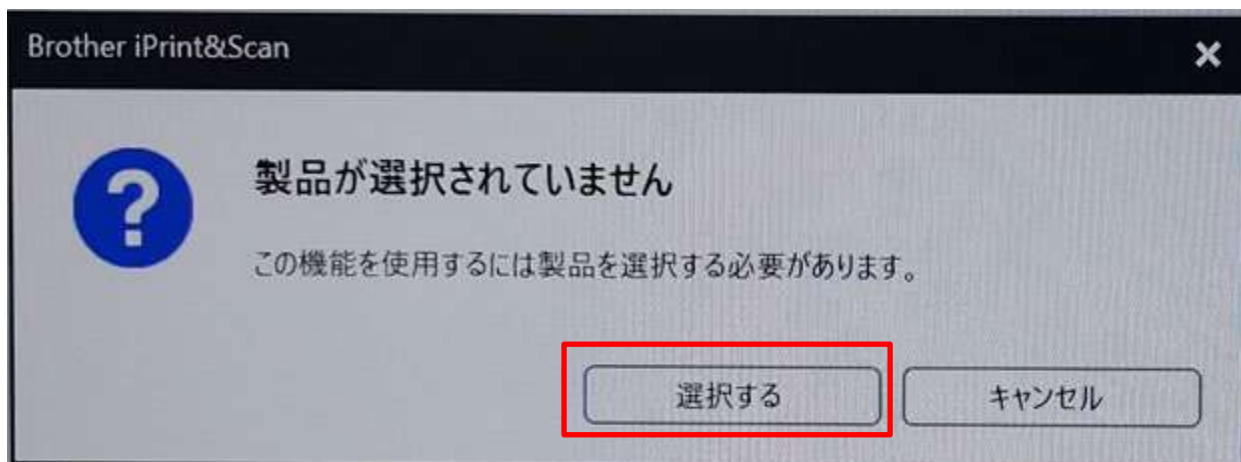 Brother iPrint&Scan
製品が選択されていません
この機能を使用するには製品を選択する必要があります。
選択する
キャンセル